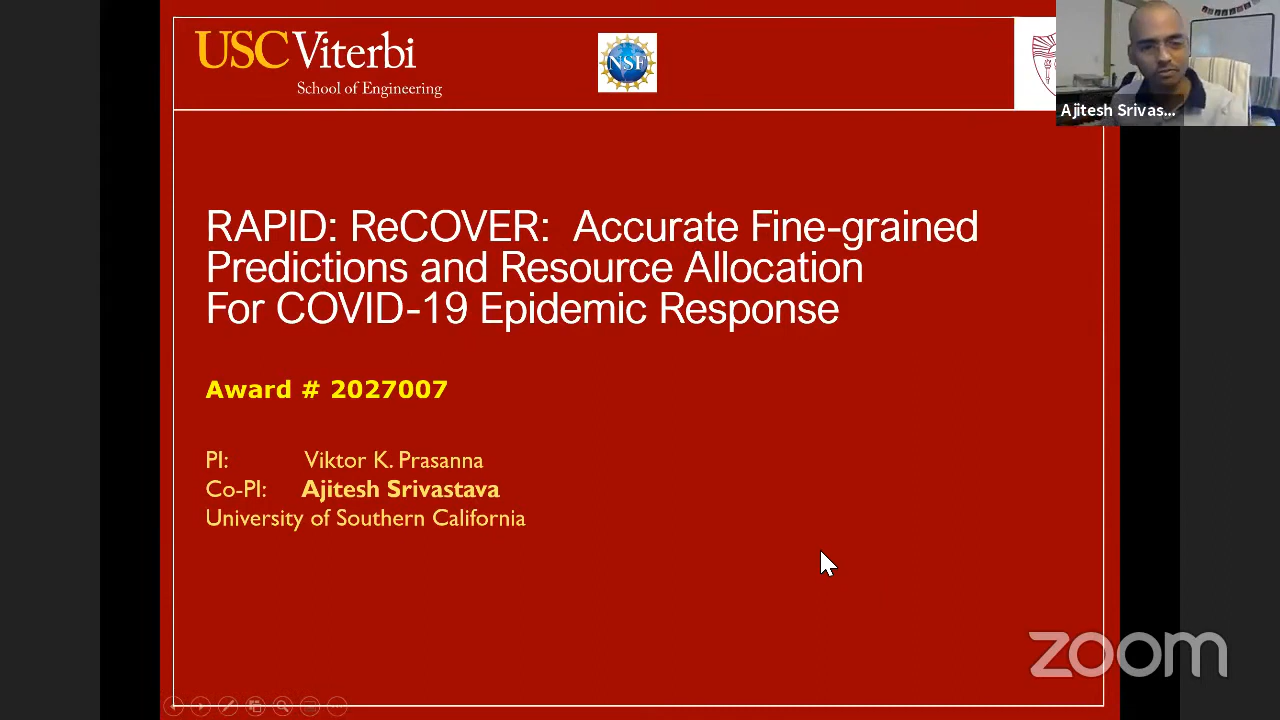 USC Viterbi
School of Engineering
NSF
Ajitesh Srivas...
RAPID: ReCOVER: Accurate Fine-grained
Predictions and Resource Allocation
For COVID-19 Epidemic Response
Award # 2027007
PI: Viktor K. Prasanna
Co-PI: Ajitesh Srivastava
University of Southern California
zoom